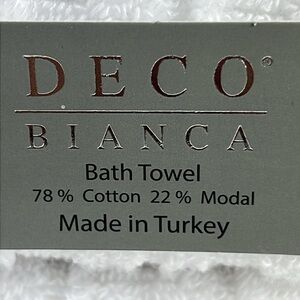 DECO®
BIANCA
Bath Towel
78 % Cotton 22 % Modal
Made in Turkey